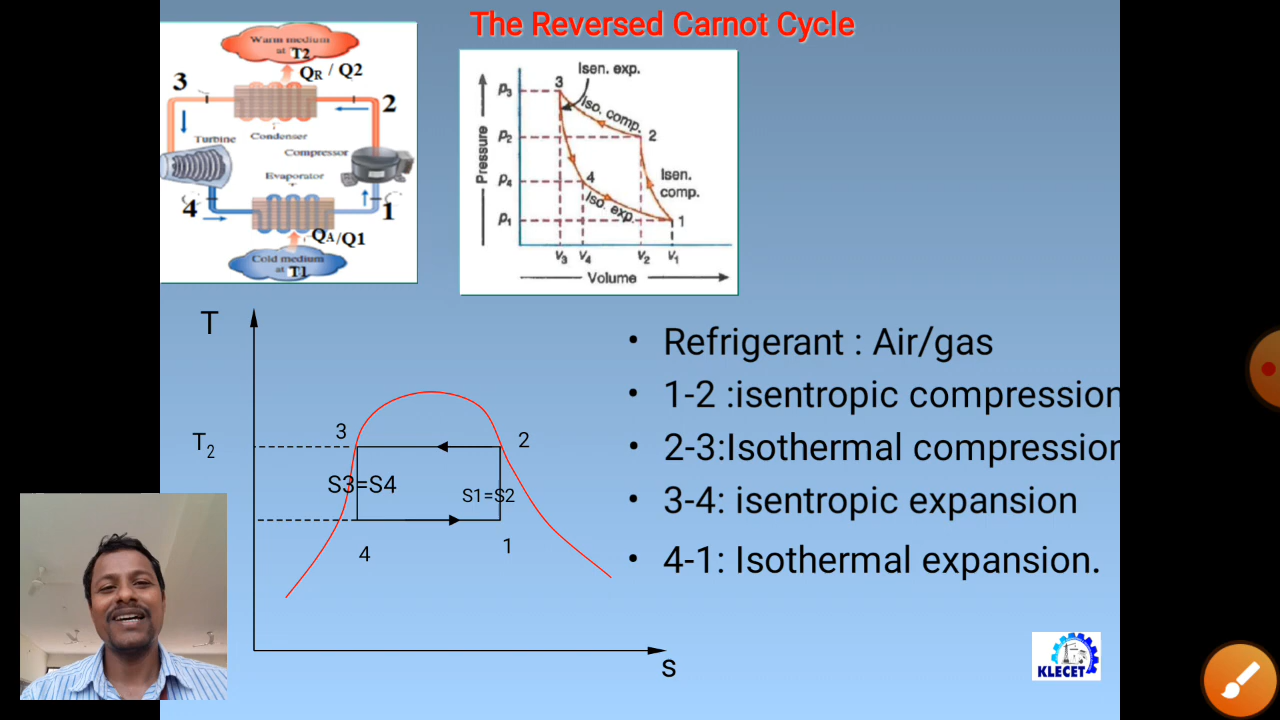 The Reversed Carnot Cycle
Warm medium
at T2
QR / Q2
3
2
Turbine
Condenser
Compressor
Evaporator
4
1
QA/Q1
Cold medium
at T1
Isen. exp.
p3
3
Iso. comp.
p2
2
Pressure
p4
4
Isen.
comp.
Iso. exp.
p1
1
V3 V4 V2 V1
Volume
T
T2
3
2
S3=S4
S1=S2
4
1
s
• Refrigerant : Air/gas
• 1-2 :isentropic compression
• 2-3:Isothermal compression
• 3-4: isentropic expansion
• 4-1: Isothermal expansion.
KLECET